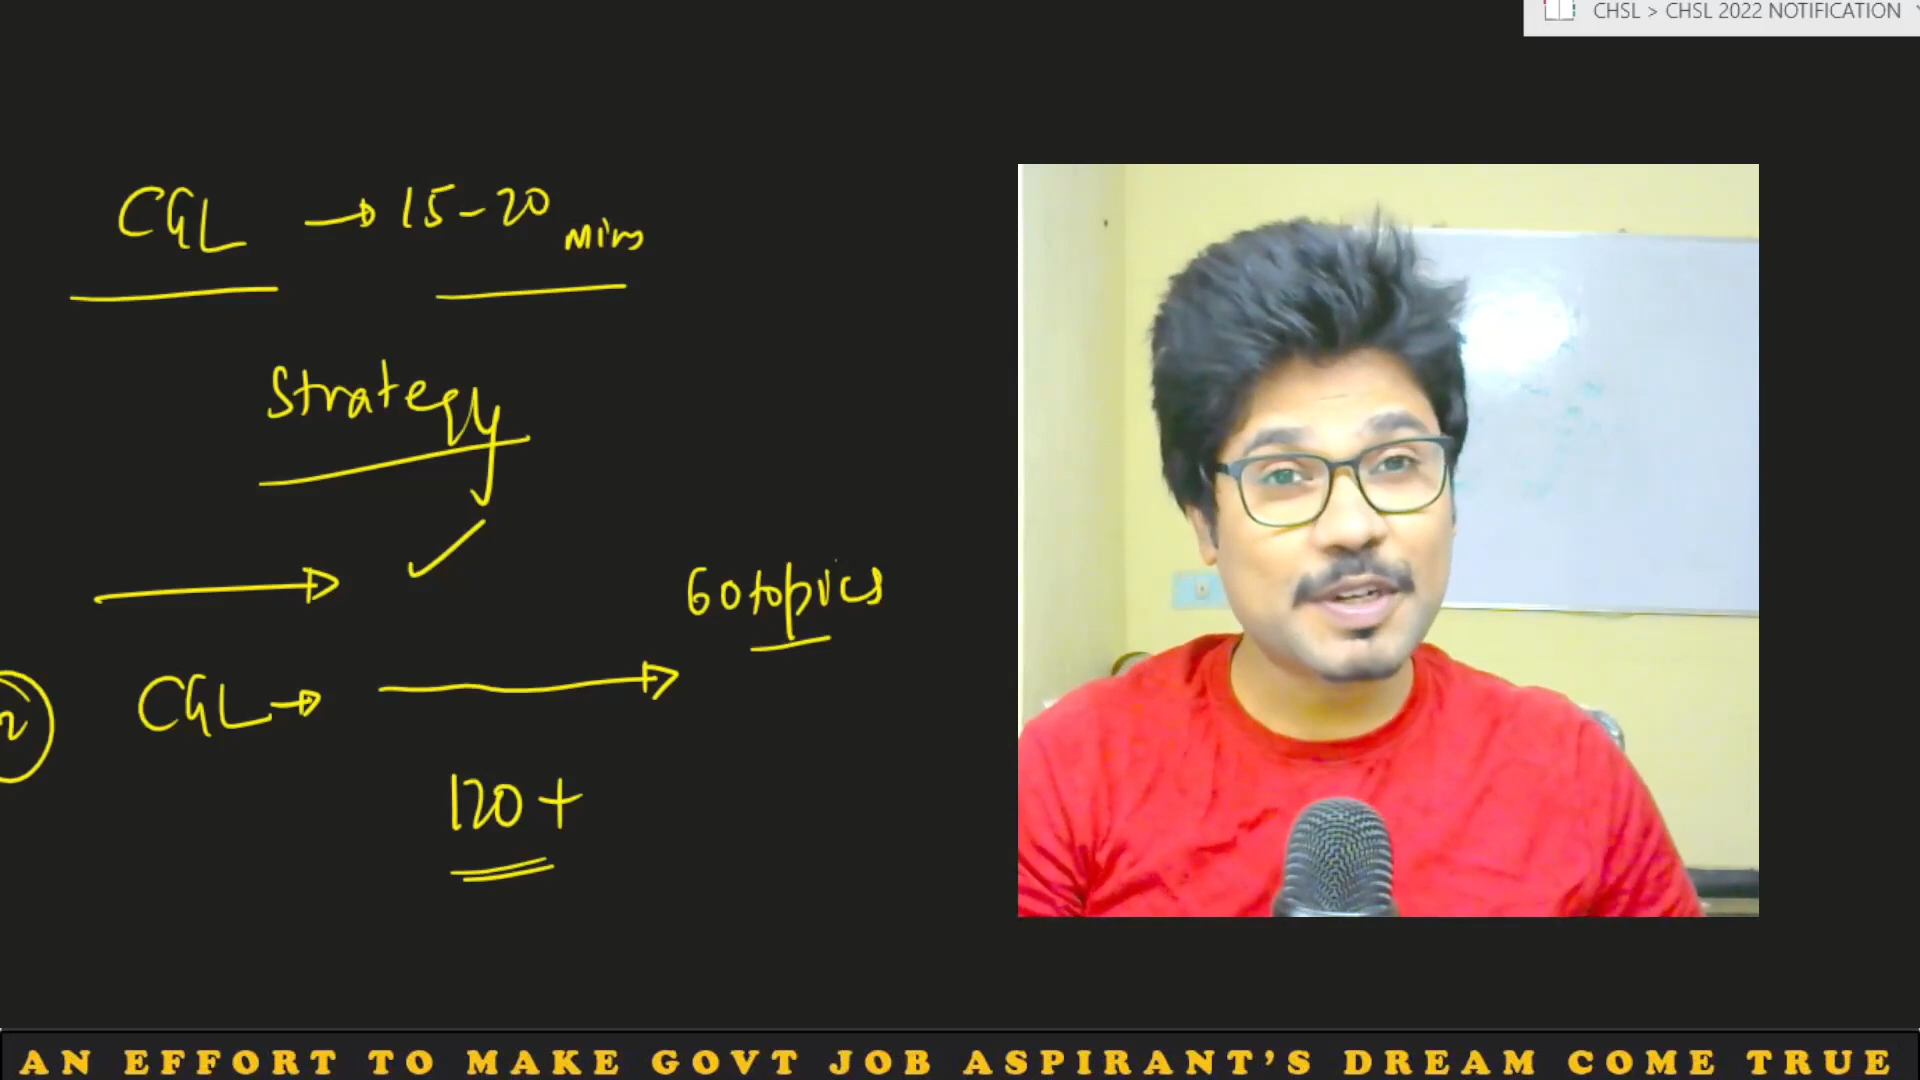 CHSL > CHSL 2022 NOTIFICATION
CGL → 15-20 mins
Strategy
60 topics
2 CGL →
120+
AN EFFORT TO MAKE GOVT JOB ASPIRANT'S DREAM COME TRUE